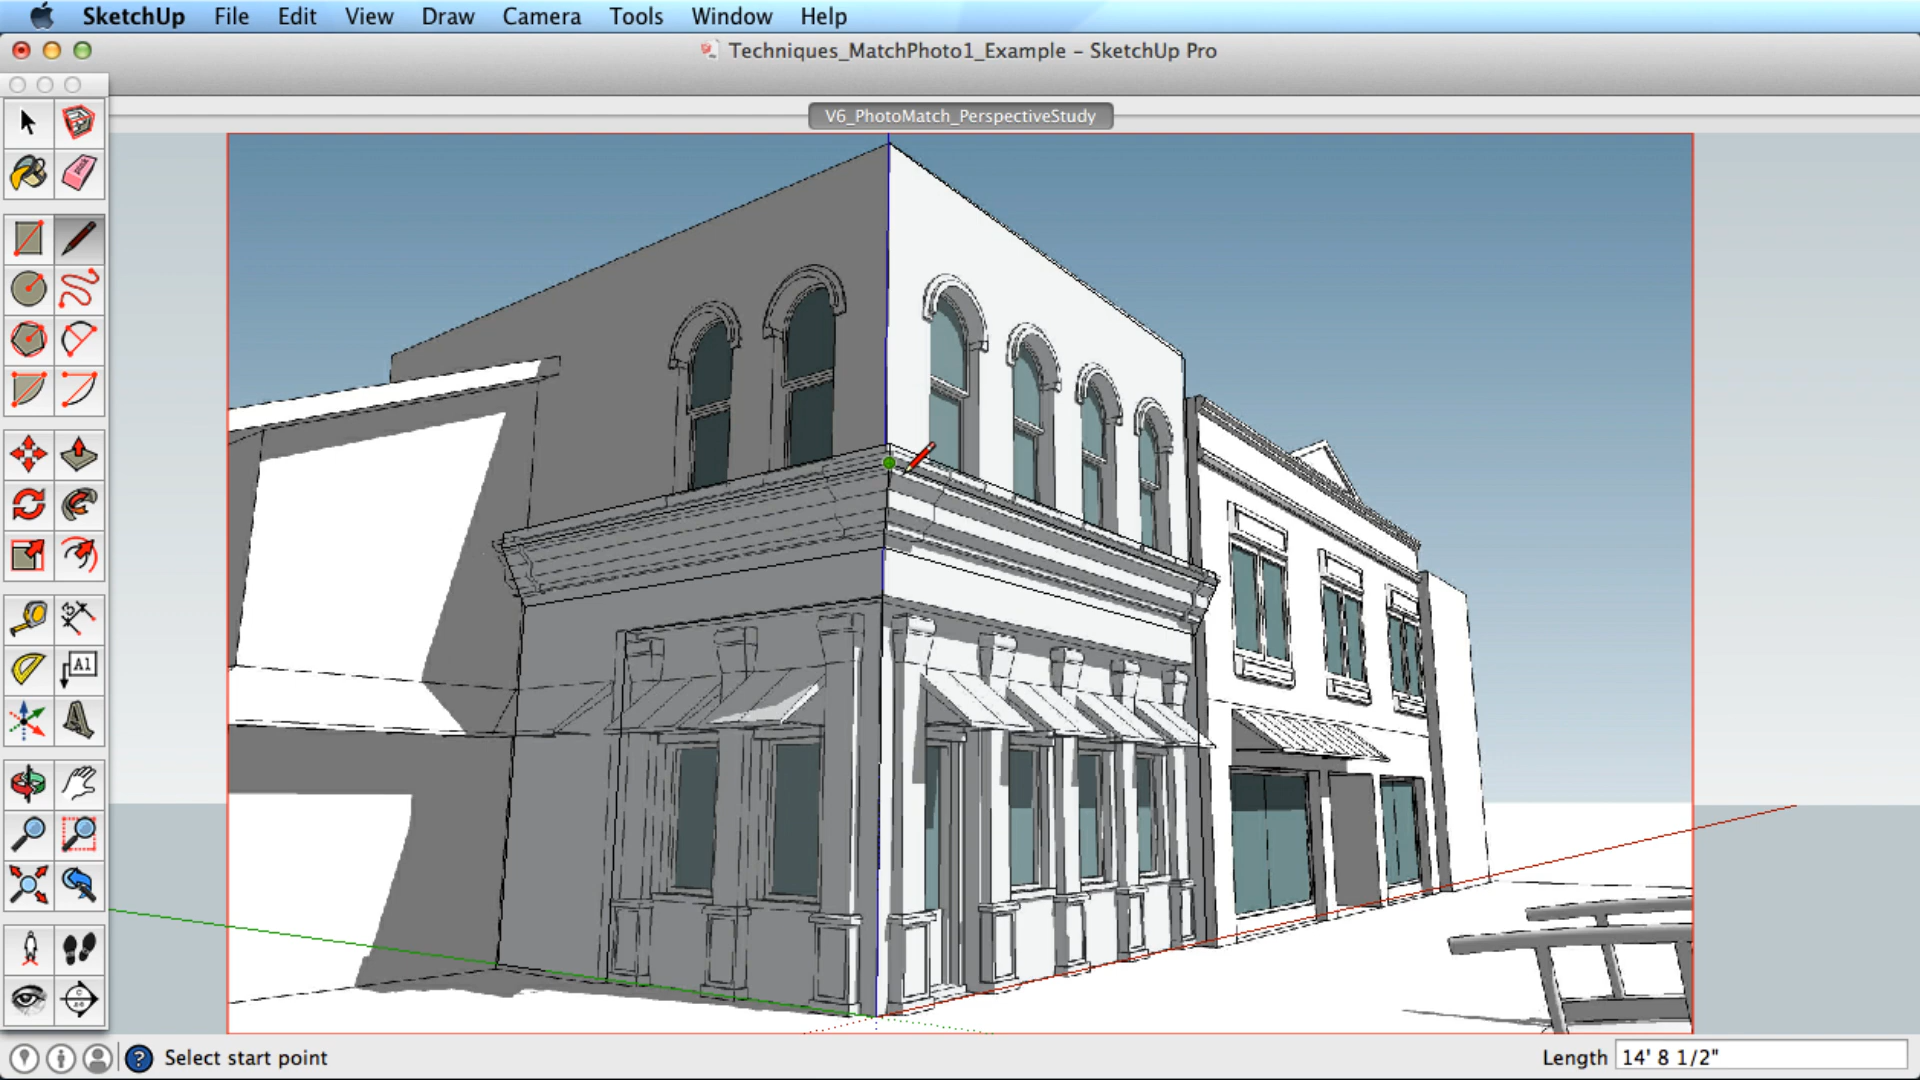 SketchUp File Edit View Draw Camera Tools Window Help
Techniques_MatchPhoto1_Example – SketchUp Pro
V6_PhotoMatch_PerspectiveStudy
A1
Select start point
Length 14' 8 1/2"